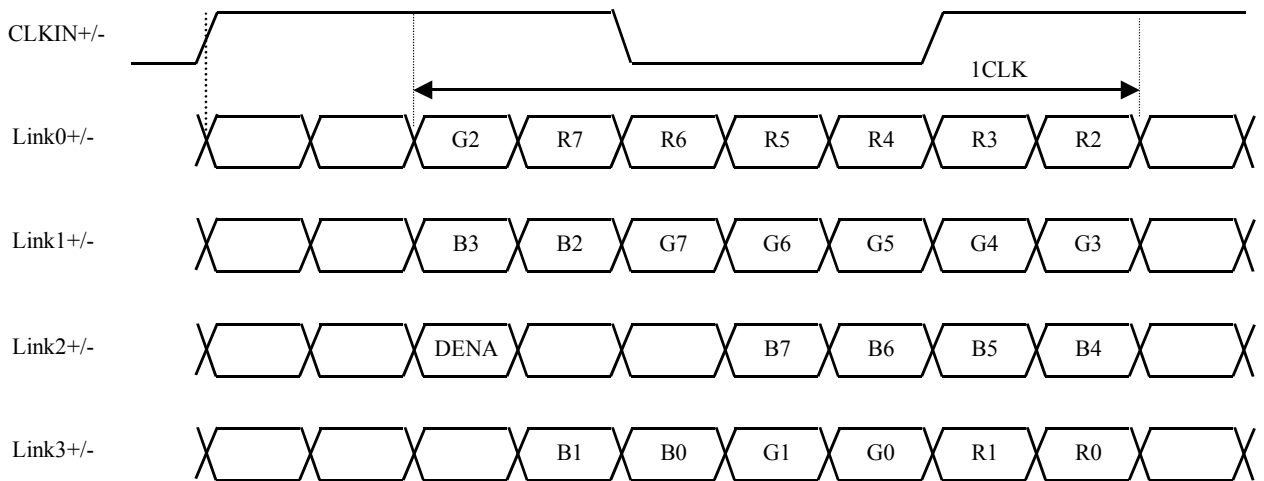 CLKIN+/-
1CLK
Link0+/- G2 R7 R6 R5 R4 R3 R2
Link1+/- B3 B2 G7 G6 G5 G4 G3
Link2+/- DENA B7 B6 B5 B4
Link3+/- B1 B0 G1 G0 R1 R0